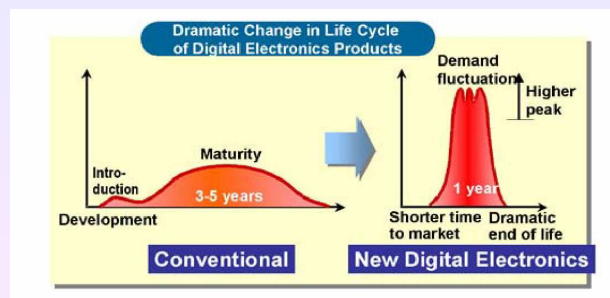 Dramatic Change in Life Cycle
of Digital Electronics Products
Intro-
duction
Maturity
3-5 years
Development
Conventional
Demand
fluctuation
Higher
peak
1 year
Shorter time
to market
Dramatic
end of life
New Digital Electronics